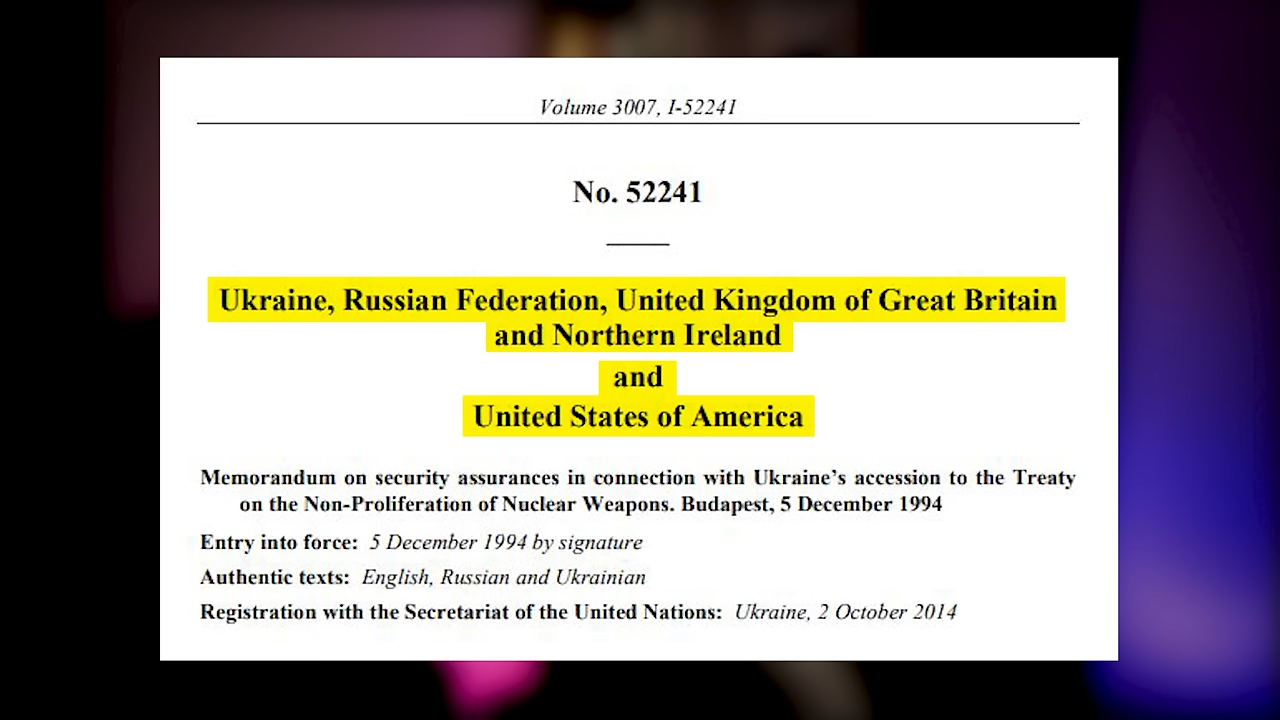 Volume 3007, I-52241
No. 52241
Ukraine, Russian Federation, United Kingdom of Great Britain
and Northern Ireland
and
United States of America
Memorandum on security assurances in connection with Ukraine’s accession to the Treaty
on the Non-Proliferation of Nuclear Weapons. Budapest, 5 December 1994
Entry into force: 5 December 1994 by signature
Authentic texts: English, Russian and Ukrainian
Registration with the Secretariat of the United Nations: Ukraine, 2 October 2014